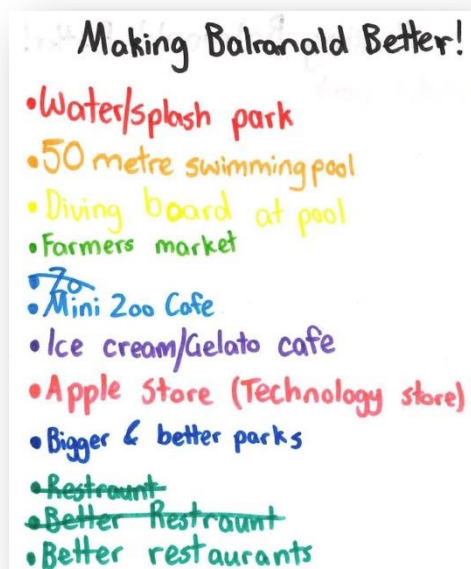 Making Balranald Better!
•Water/splash park
•50 metre swimming pool
•Diving board at pool
•Farmers market
•Zo
•Mini Zoo Cafe
•Ice cream/Gelato cafe
•Apple Store (Technology store)
•Bigger & better parks
•Restraunt
•Better Restraunt
•Better restaurants